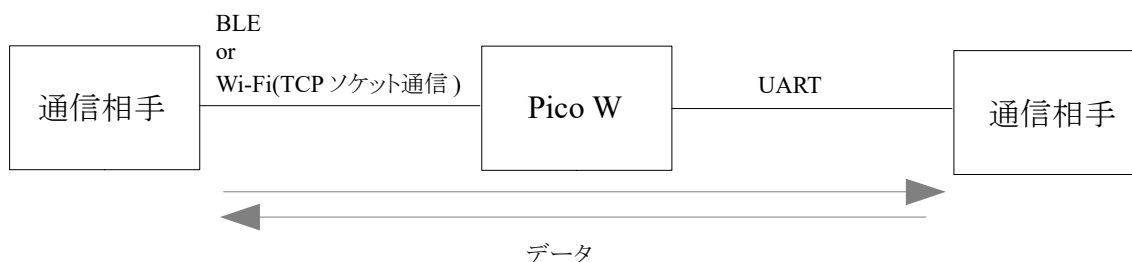 BLE
or
Wi-Fi(TCP ソケット通信 )
通信相手
Pico W
UART
通信相手
データ